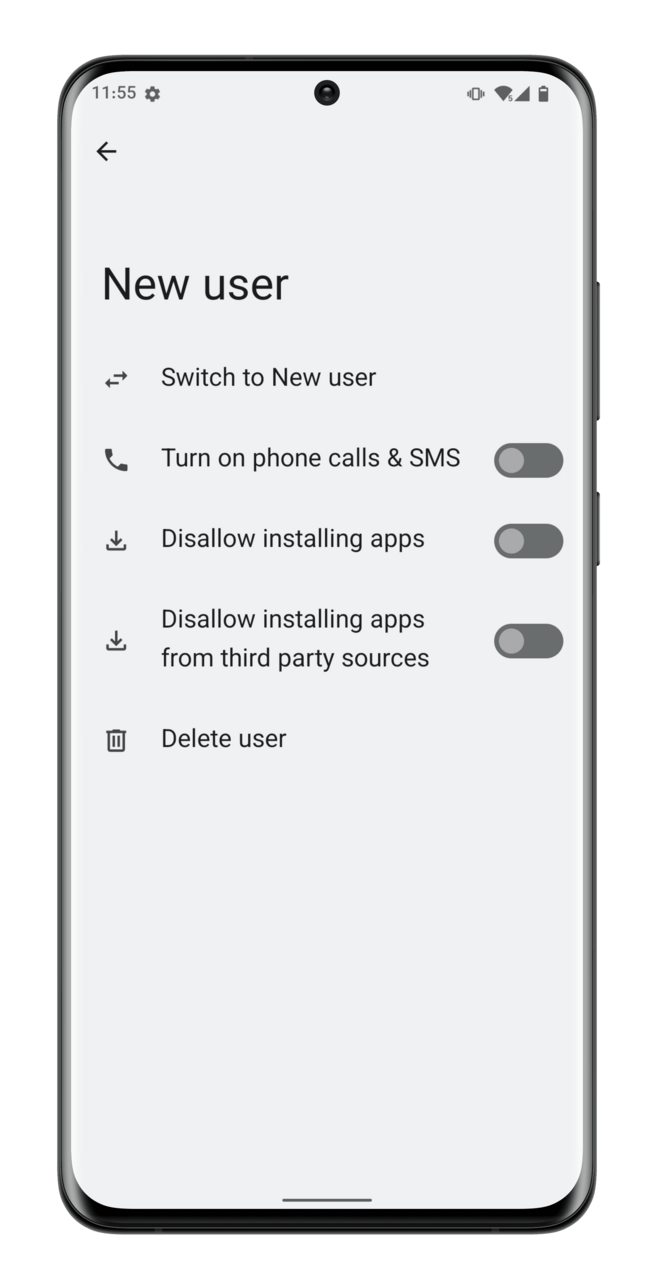 11:55
New user
Switch to New user
Turn on phone calls & SMS
Disallow installing apps
Disallow installing apps
from third party sources
Delete user